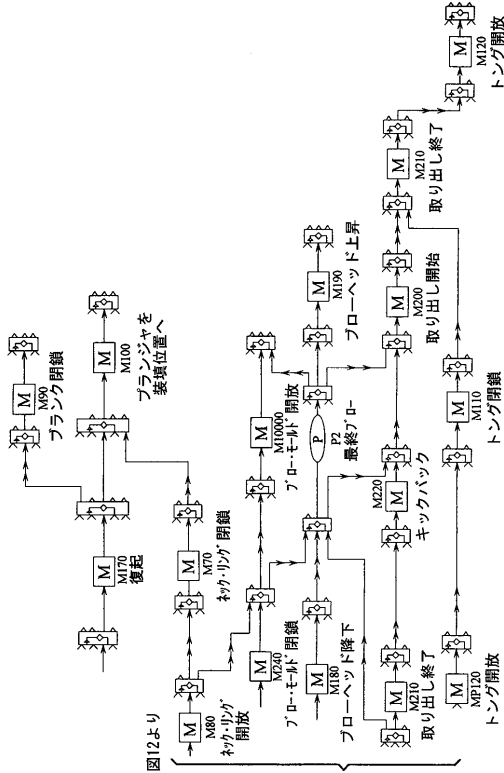 図12より
M
M170
復起
M
M90
ブランク閉鎖
M
M100
プランジャを
装填位置へ
M
M80
ネック・リング
開放
M
M70
ネック・リング閉鎖
M
M240
ブロー・モールド閉鎖
M
M10000
ブロー・モールド開放
M
M180
ブローヘッド降下
P
P2
最終ブロー
M
M190
ブローヘッド上昇
M
M210
取り出し終了
M
M220
キックバック
M
M200
取り出し開始
M
M210
取り出し終了
M
M120
トング開放
M
MP120
トング開放
M
M110
トング閉鎖